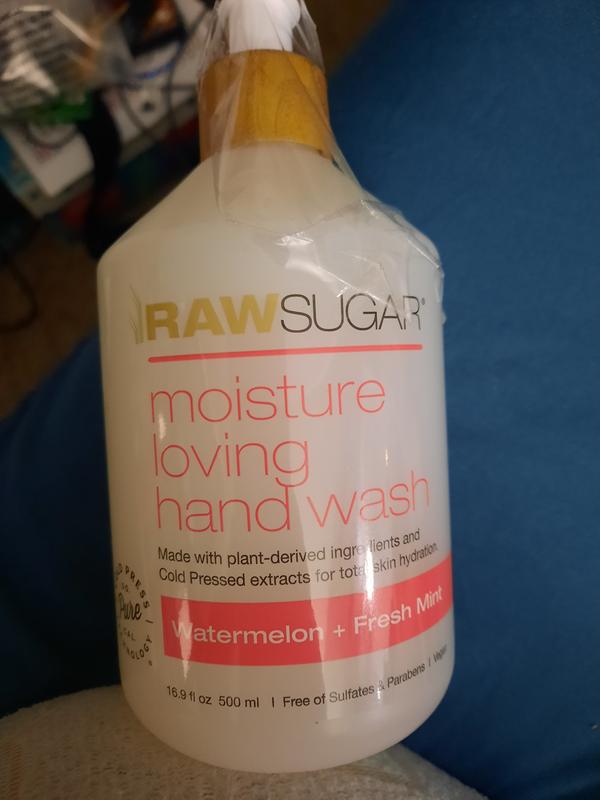 RAWSUGAR®
moisture
loving
hand wash
Made with plant-derived ingredients and
Cold Pressed extracts for total skin hydration.
Watermelon + Fresh Mint
16.9 fl oz 500 ml | Free of Sulfates & Parabens | Vegan
Pure